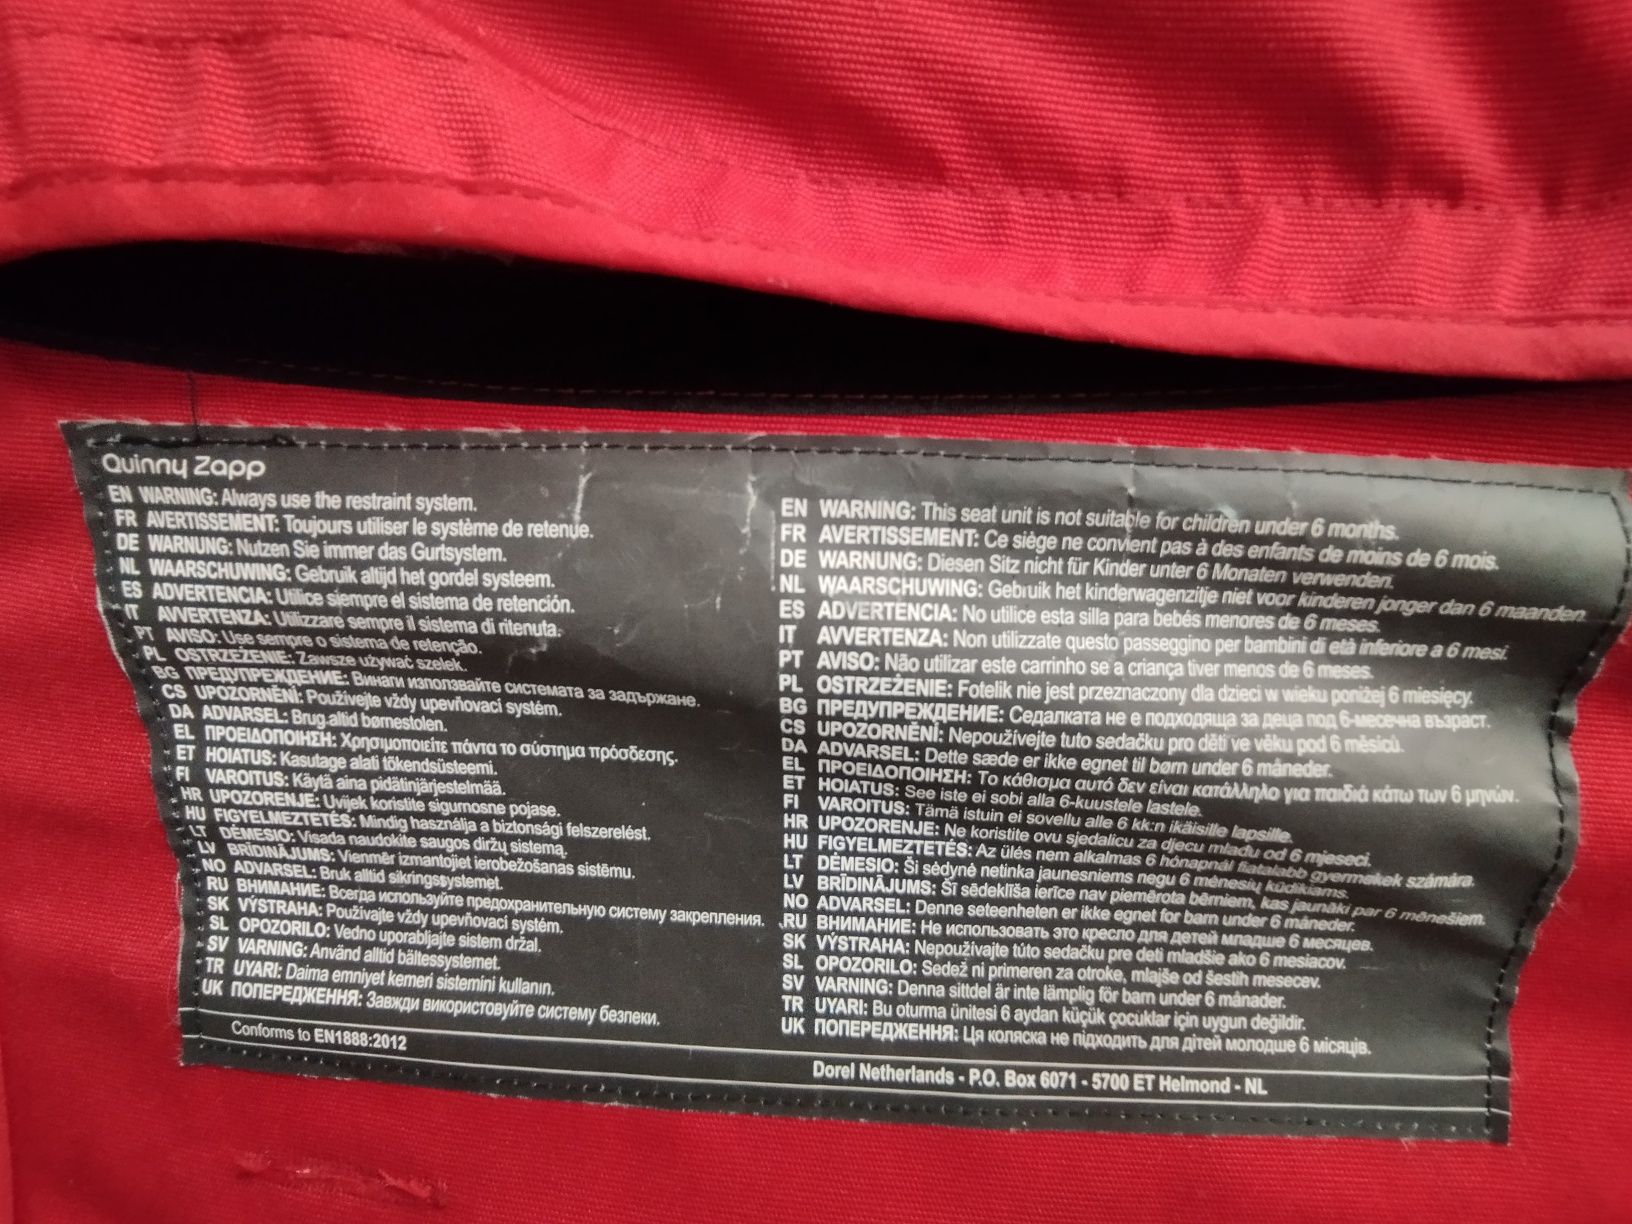 Quinny Zapp
EN WARNING: Always use the restraint system.
FR AVERTISSEMENT: Toujours utiliser le système de retenue.
DE WARNUNG: Nutzen Sie immer das Gurtsystem.
NL WAARSCHUWING: Gebruik altijd het gordel systeem.
ES ADVERTENCIA: Utilice siempre el sistema de retención.
IT AVVERTENZA: Utilizzare sempre il sistema di ritenuta.
PT AVISO: Use sempre o sistema de retenção.
PL OSTRZEŻENIE: Zawsze używać szelek.
BG ПРЕДУПРЕЖДЕНИЕ: Винаги използвайте системата за задържане.
CS UPOZORNĚNÍ: Používejte vždy upevňovací systém.
DA ADVARSEL: Brug altid børnestolen.
EL ΠΡΟΕΙΔΟΠΟΙΗΣΗ: Χρησιμοποιείτε πάντα το σύστημα πρόσδεσης.
ET HOIATUS: Kasutage alati tõkendsüsteemi.
FI VAROITUS: Käytä aina pidätinjärjestelmää.
HR UPOZORENJE: Uvijek koristite sigurnosne pojase.
HU FIGYELMEZTETÉS: Mindig használja a biztonsági felszerelést.
LT DĖMESIO: Visada naudokite saugos diržų sistemą.
LV BRĪDINĀJUMS: Vienmēr izmantojiet ierobežošanas sistēmu.
NO ADVARSEL: Bruk alltid sikringssystemet.
RU ВНИМАНИЕ: Всегда используйте предохранительную систему закрепления.
SK VÝSTRAHA: Používajte vždy upevňovací systém.
SL OPOZORILO: Vedno uporabljajte sistem držal.
SV VARNING: Använd alltid bältessystemet.
TR UYARI: Daima emniyet kemeri sistemini kullanın.
UK ПОПЕРЕДЖЕННЯ: Завжди використовуйте систему безпеки.
Conforms to EN1888:2012
EN WARNING: This seat unit is not suitable for children under 6 months.
FR AVERTISSEMENT: Ce siège ne convient pas à des enfants de moins de 6 mois.
DE WARNUNG: Diesen Sitz nicht für Kinder unter 6 Monaten verwenden.
NL WAARSCHUWING: Gebruik het kinderwagenzitje niet voor kinderen jonger dan 6 maanden.
ES ADVERTENCIA: No utilice esta silla para bebés menores de 6 meses.
IT AVVERTENZA: Non utilizzate questo passeggino per bambini di età inferiore a 6 mesi.
PT AVISO: Não utilizar este carrinho se a criança tiver menos de 6 meses.
PL OSTRZEŻENIE: Fotelik nie jest przeznaczony dla dzieci w wieku poniżej 6 miesięcy.
BG ПРЕДУПРЕЖДЕНИЕ: Седалката не е подходяща за деца под 6-месечна възраст.
CS UPOZORNĚNÍ: Nepoužívejte tuto sedačku pro děti ve věku pod 6 měsíců.
DA ADVARSEL: Dette sæde er ikke egnet til børn under 6 måneder.
EL ΠΡΟΕΙΔΟΠΟΙΗΣΗ: Το κάθισμα αυτό δεν είναι κατάλληλο για παιδιά κάτω των 6 μηνών.
ET HOIATUS: See iste ei sobi alla 6-kuustele lastele.
FI VAROITUS: Tämä istuin ei sovellu alle 6 kk:n ikäisille lapsille.
HR UPOZORENJE: Ne koristite ovu sjedalicu za djecu mlađu od 6 mjeseci.
HU FIGYELMEZTETÉS: Az ülés nem alkalmas 6 hónapnál fiatalabb gyermekek számára.
LT DĖMESIO: Ši sėdynė netinka jaunesniems negu 6 mėnesių kūdikiams.
LV BRĪDINĀJUMS: Šī sēdeklīša ierīce nav piemērota bērniem, kas jaunāki par 6 mēnešiem.
NO ADVARSEL: Denne seteenheten er ikke egnet for barn under 6 måneder.
RU ВНИМАНИЕ: Не использовать это кресло для детей младше 6 месяцев.
SK VÝSTRAHA: Nepoužívajte túto sedačku pre deti mladšie ako 6 mesiacov.
SL OPOZORILO: Sedež ni primeren za otroke, mlajše od šestih mesecev.
SV VARNING: Denna sittdel är inte lämplig för barn under 6 månader.
TR UYARI: Bu oturma ünitesi 6 aydan küçük çocuklar için uygun değildir.
UK ПОПЕРЕДЖЕННЯ: Ця коляска не підходить для дітей молодше 6 місяців.
Dorel Netherlands - P.O. Box 6071 - 5700 ET Helmond - NL